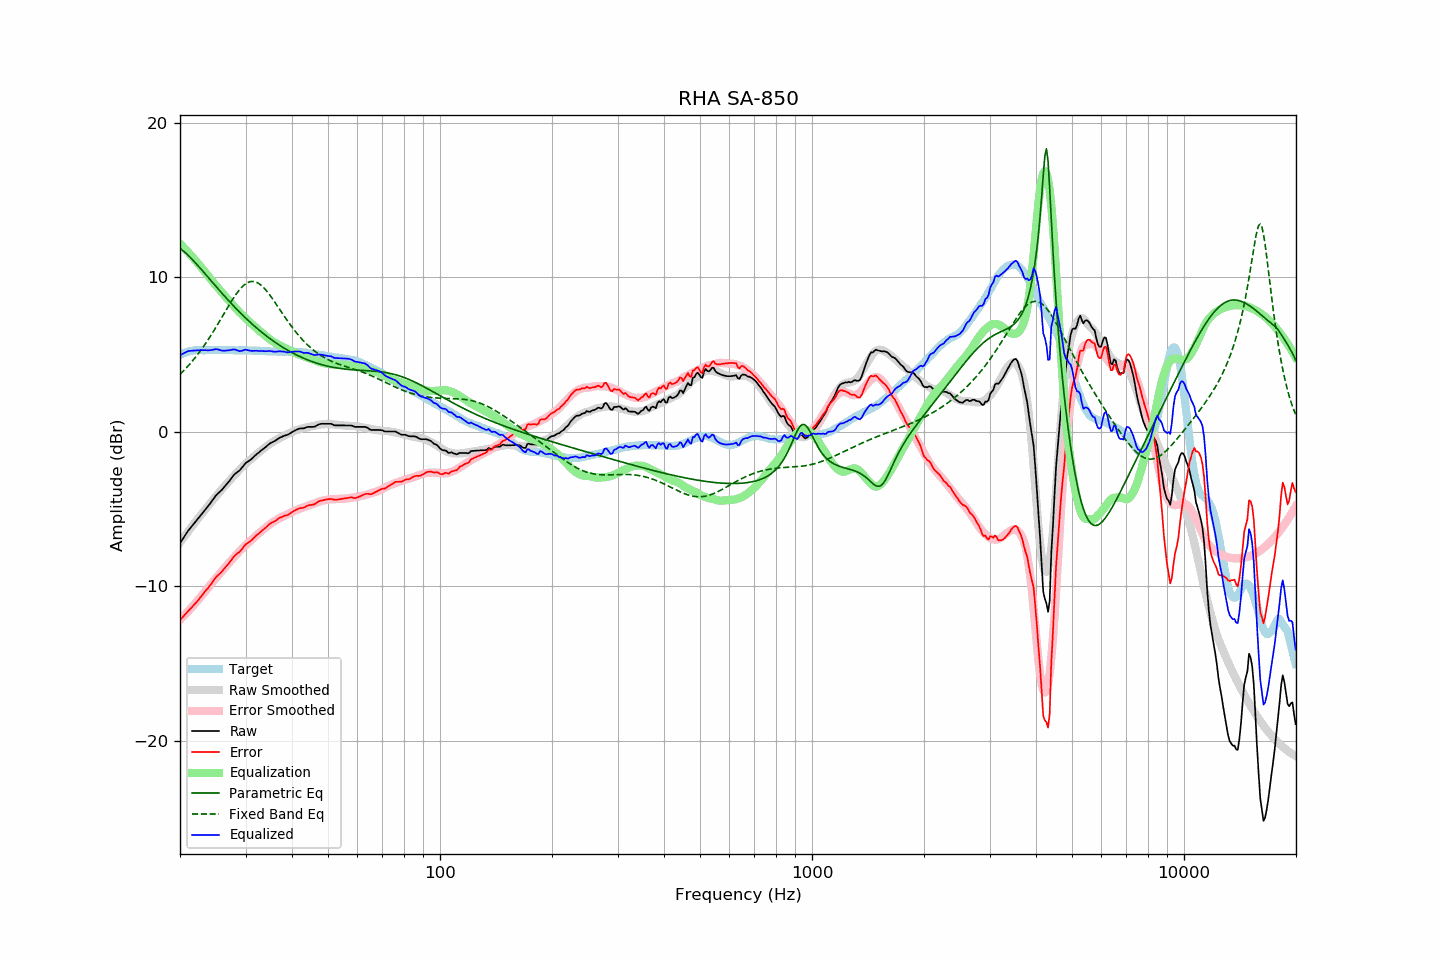 RHA SA-850
20
10
0
−10
−20
Amplitude (dBr)
Target
Raw Smoothed
Error Smoothed
Raw
Error
Equalization
Parametric Eq
Fixed Band Eq
Equalized
100
1000
10000
Frequency (Hz)